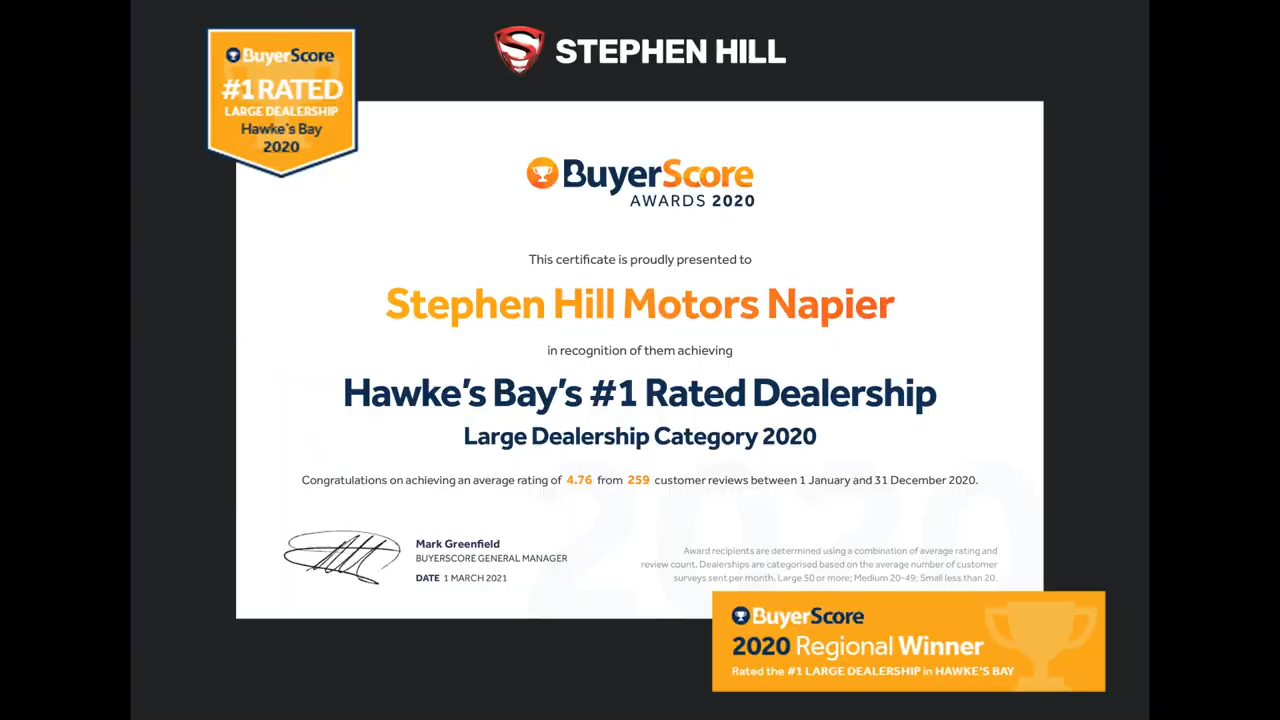 STEPHEN HILL
BuyerScore
#1 RATED
LARGE DEALERSHIP
Hawke's Bay
2020
BuyerScore
AWARDS 2020
This certificate is proudly presented to
Stephen Hill Motors Napier
in recognition of them achieving
Hawke's Bay's #1 Rated Dealership
Large Dealership Category 2020
Congratulations on achieving an average rating of 4.76 from 259 customer reviews between 1 January and 31 December 2020.
2020
Mark Greenfield
BUYERSCORE GENERAL MANAGER
DATE 1 MARCH 2021
Award recipients are determined using a combination of average rating and
review count. Dealerships are categorised based on the average number of customer
surveys sent per month. Large 50 or more; Medium 20-49; Small less than 20.
BuyerScore
2020 Regional Winner
Rated the #1 LARGE DEALERSHIP in HAWKE'S BAY